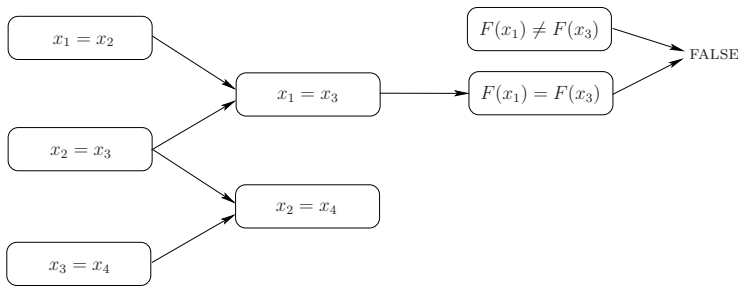 x₁ = x₂
x₂ = x₃
x₃ = x₄
x₁ = x₃
x₂ = x₄
F(x₁) ≠ F(x₃)
F(x₁) = F(x₃)
FALSE